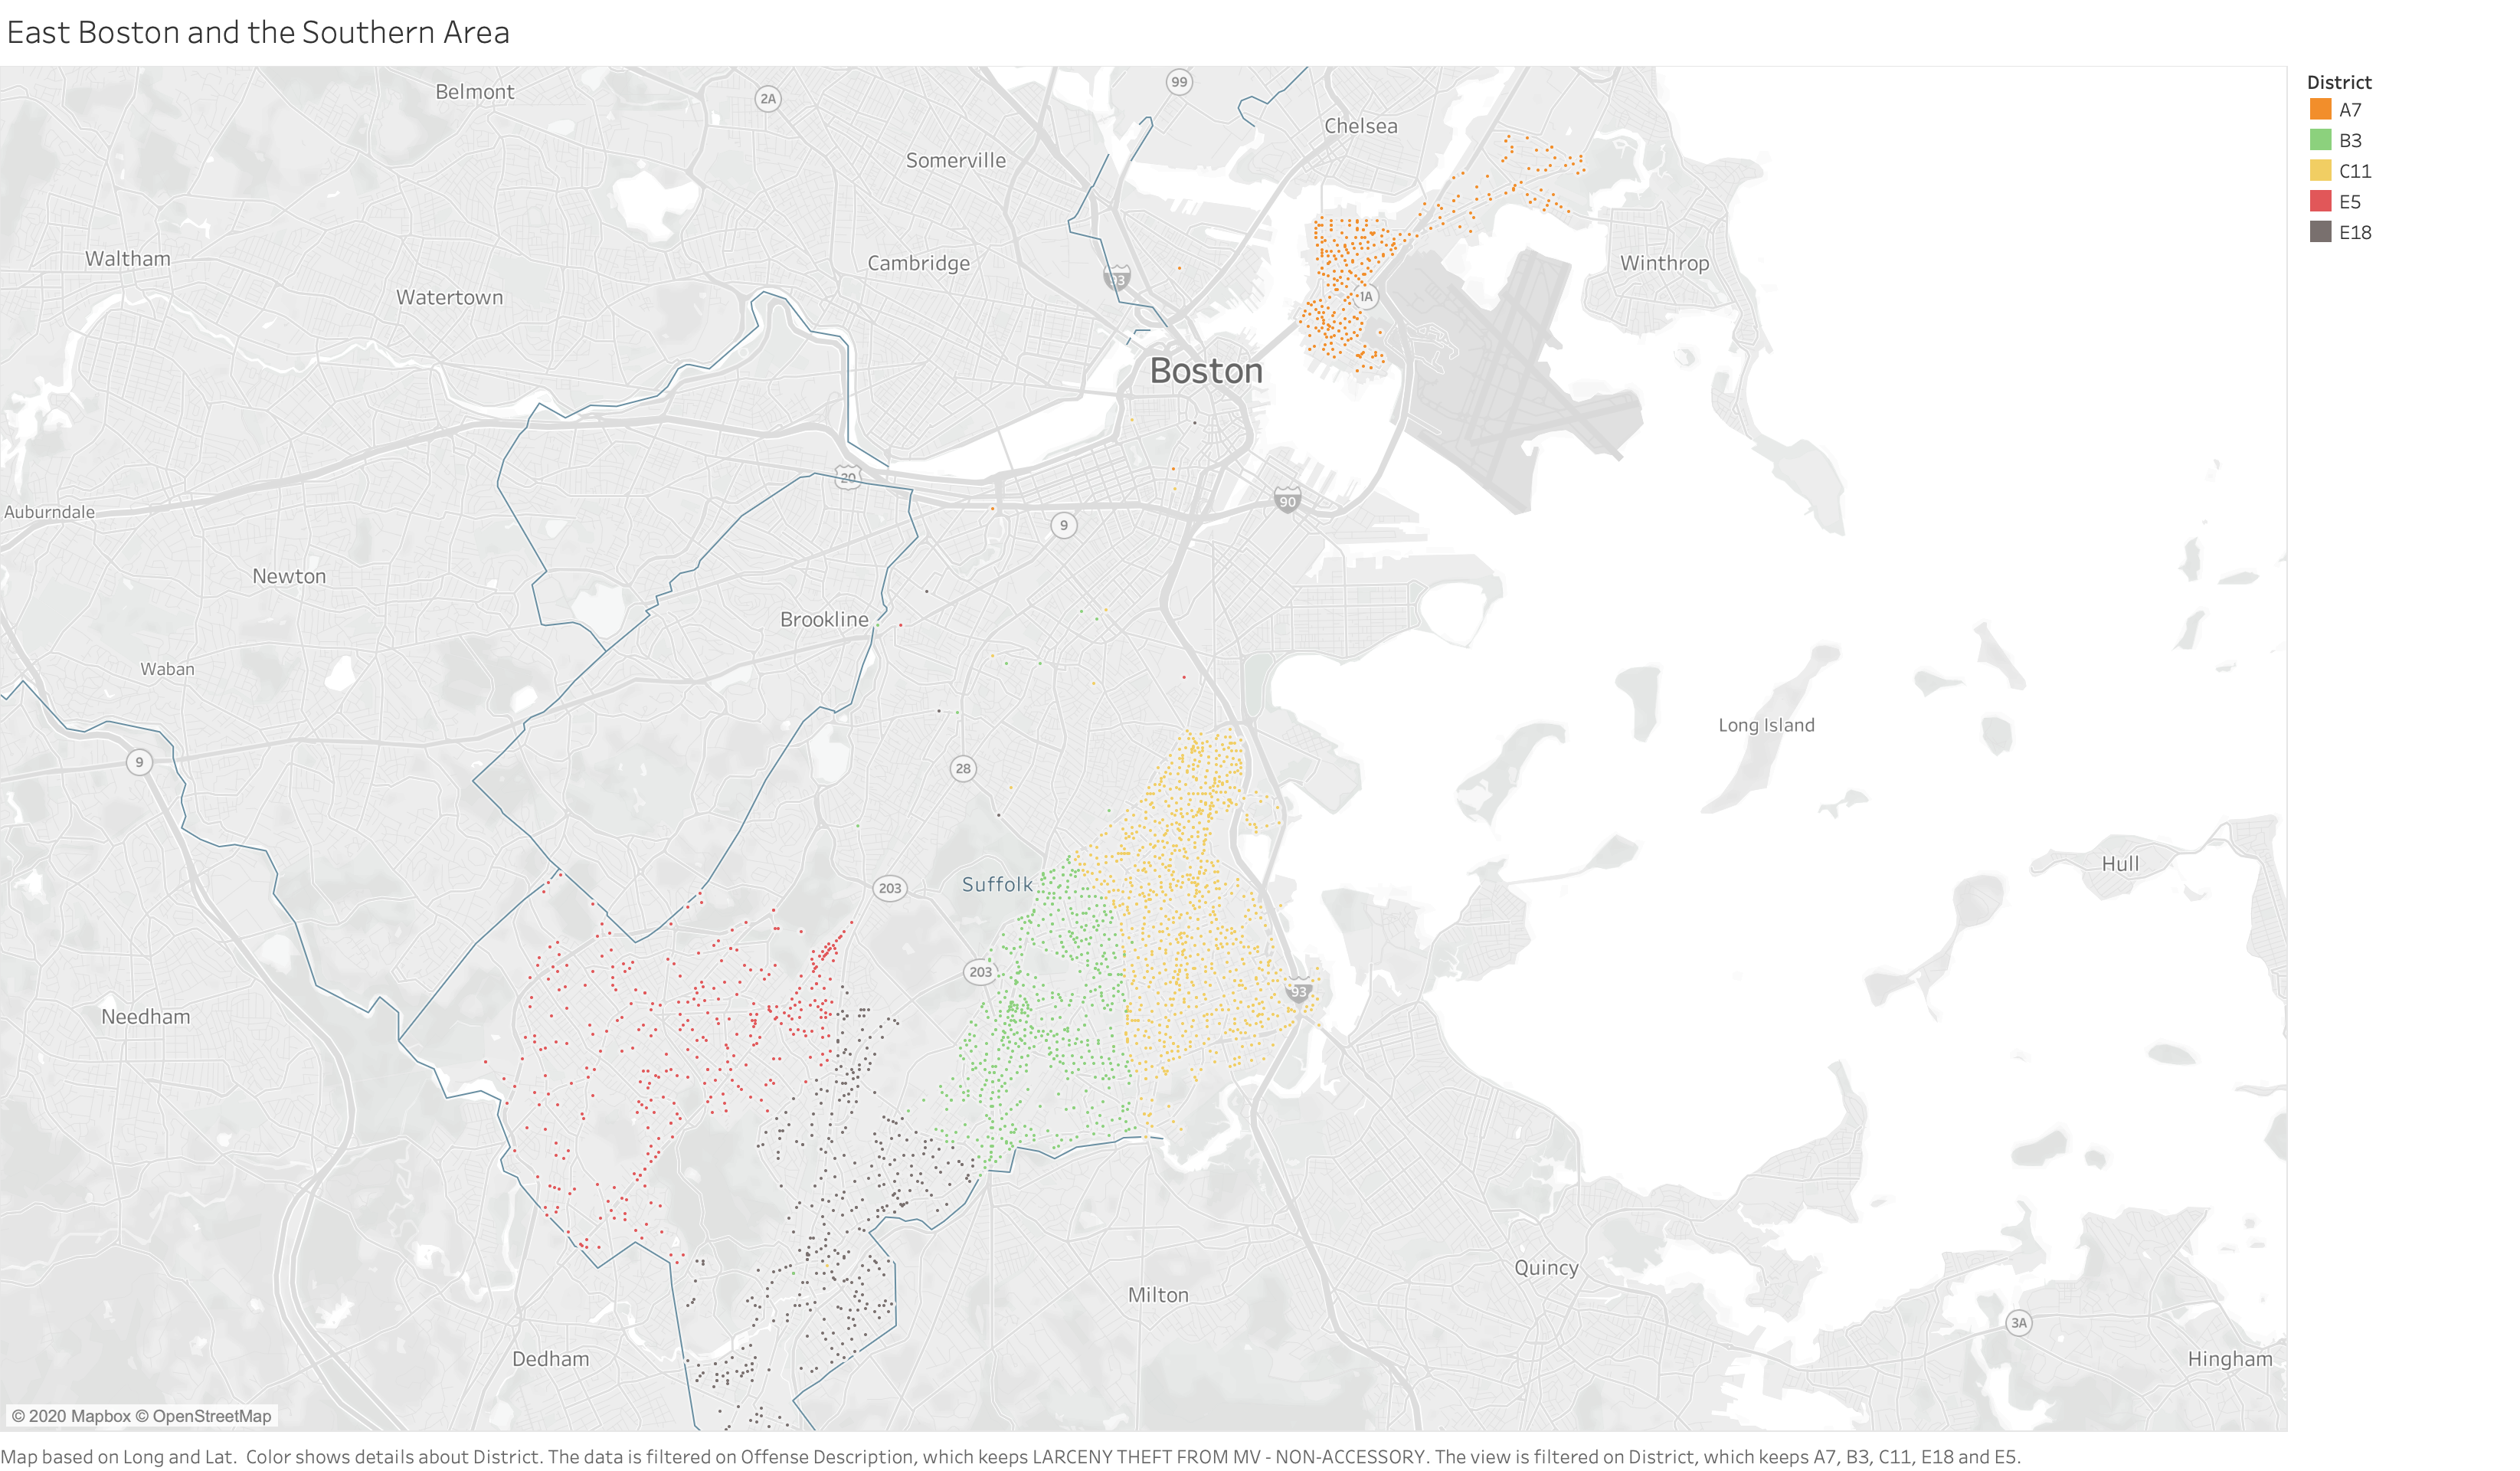 East Boston and the Southern Area
District
A7
B3
C11
E5
E18
99
Belmont
2A
Chelsea
Somerville
Waltham
Cambridge
Winthrop
93
Watertown
1A
Boston
20
90
Auburndale
9
Newton
Brookline
Waban
Long Island
9
28
Hull
Suffolk
203
203
93
Needham
Quincy
Milton
3A
Dedham
Hingham
© 2020 Mapbox © OpenStreetMap
Map based on Long and Lat. Color shows details about District. The data is filtered on Offense Description, which keeps LARCENY THEFT FROM MV - NON-ACCESSORY. The view is filtered on District, which keeps A7, B3, C11, E18 and E5.